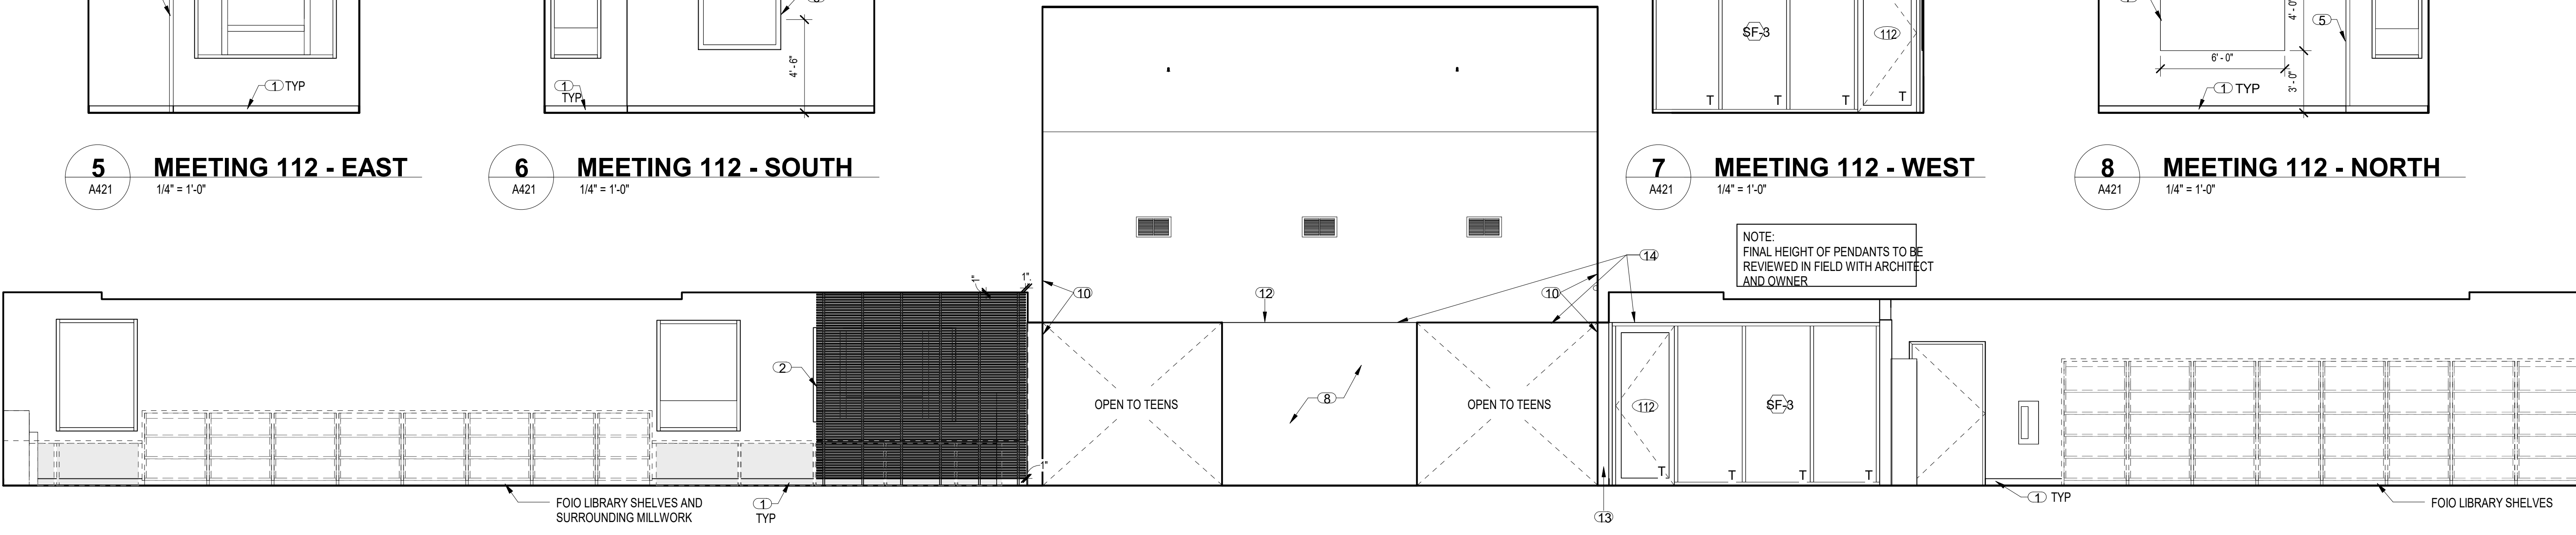 6
4' - 6"
SF-3
112
5
4' - 0"
6' - 0"
3' - 0"
1 TYP
1
TYP
T
T
T
T
1 TYP
5
A421
MEETING 112 - EAST
1/4" = 1'-0"
6
A421
MEETING 112 - SOUTH
1/4" = 1'-0"
7
A421
MEETING 112 - WEST
1/4" = 1'-0"
8
A421
MEETING 112 - NORTH
1/4" = 1'-0"
NOTE:
FINAL HEIGHT OF PENDANTS TO BE
REVIEWED IN FIELD WITH ARCHITECT
AND OWNER
14
1"
1"
10
12
10
2
8
OPEN TO TEENS
OPEN TO TEENS
112
SF-3
1"
T
T
T
T
FOIO LIBRARY SHELVES AND
SURROUNDING MILLWORK
1
TYP
13
1 TYP
FOIO LIBRARY SHELVES